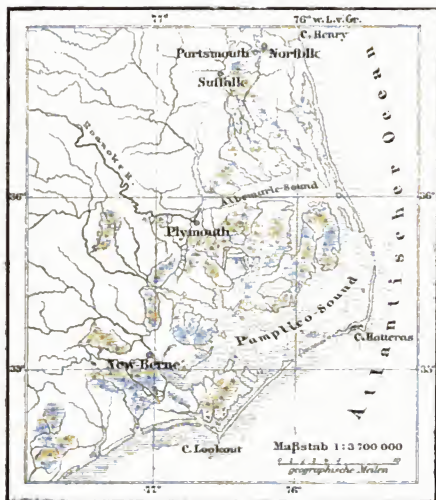 77°
76° w. L. v. Gr.
C. Henry
Portsmouth
Norfolk
Suffolk
Roanoke R.
Atlantischer Ocean
36°
Albemarle-Sound
36°
Plymouth
Pamplico-Sound
C. Hatteras
35°
New-Berne
35°
C. Lookout
Maßstab 1:3 700 000
geographische Meilen
77°
76°